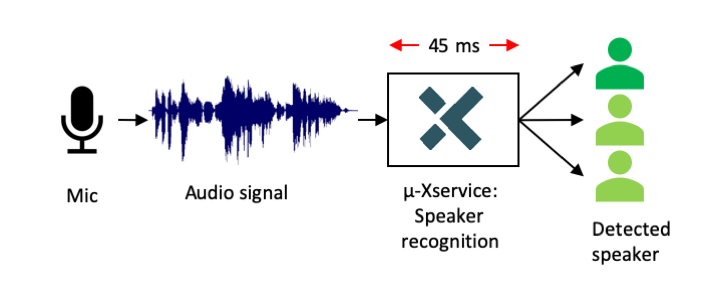 45 ms
Mic
Audio signal
μ-Xservice:
Speaker
recognition
Detected
speaker